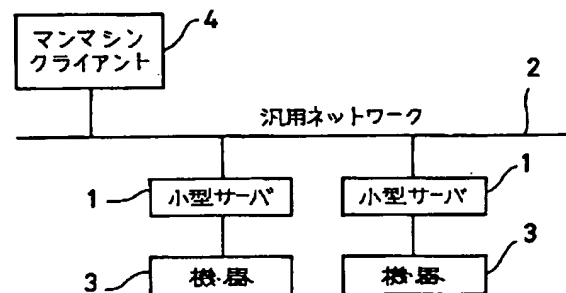 マンマシン
クライアント
4
汎用ネットワーク
2
1
小型サーバ
小型サーバ
1
3
機器
機器
3